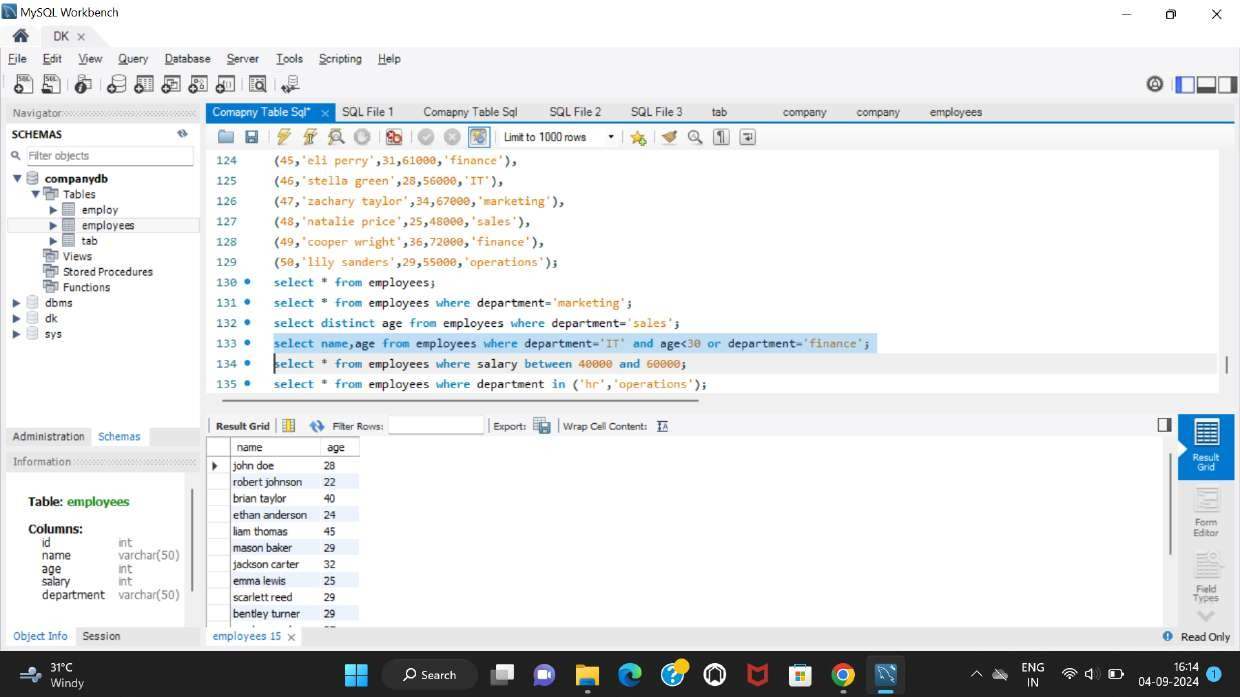 MySQL Workbench
DK
File Edit View Query Database Server Tools Scripting Help
Navigator
SCHEMAS
Filter objects
companydb
Tables
employ
employees
tab
Views
Stored Procedures
Functions
dbms
dk
sys
Administration Schemas
Information
Table: employees
Columns:
id int
name varchar(50)
age int
salary int
department varchar(50)
Object Info Session
Comapny Table Sql* SQL File 1 Comapny Table Sql SQL File 2 SQL File 3 tab company company employees
Limit to 1000 rows
124 (45,'eli perry',31,61000,'finance'),
125 (46,'stella green',28,56000,'IT'),
126 (47,'zachary taylor',34,67000,'marketing'),
127 (48,'natalie price',25,48000,'sales'),
128 (49,'cooper wright',36,72000,'finance'),
129 (50,'lily sanders',29,55000,'operations');
130 select * from employees;
131 select * from employees where department='marketing';
132 select distinct age from employees where department='sales';
133 select name,age from employees where department='IT' and age<30 or department='finance';
134 select * from employees where salary between 40000 and 60000;
135 select * from employees where department in ('hr','operations');
Result Grid Filter Rows: Export: Wrap Cell Content: IA
name age
john doe 28
robert johnson 22
brian taylor 40
ethan anderson 24
liam thomas 45
mason baker 29
jackson carter 32
emma lewis 25
scarlett reed 29
bentley turner 29
Result
Grid
Form
Editor
Field
Types
employees 15
Read Only
31°C
Windy
Search
ENG
IN
16:14
04-09-2024
1